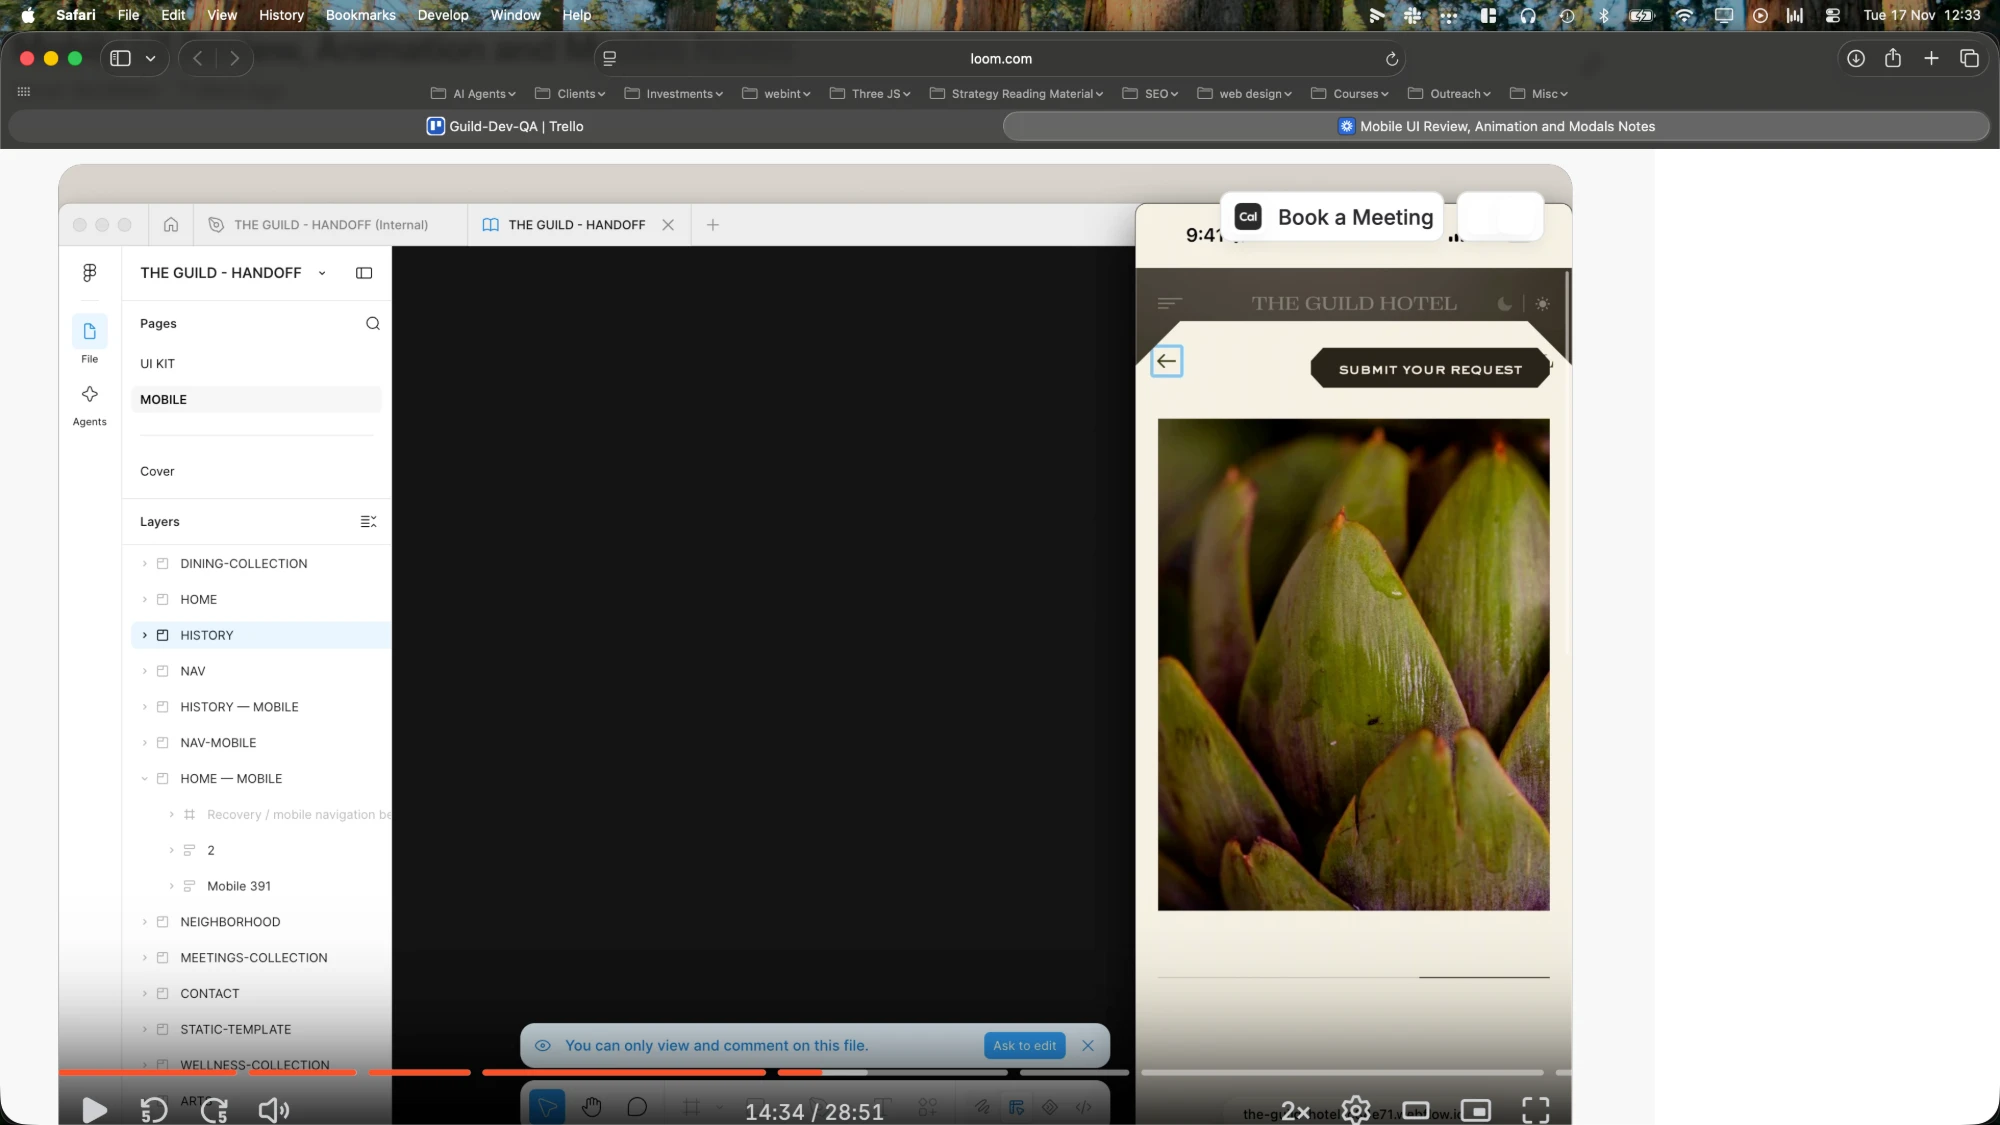 Safari File Edit View History Bookmarks Develop Window Help Tue 17 Nov 12:33
loom.com
AI Agents Clients Investments webint Three JS Strategy Reading Material SEO web design Courses Outreach Misc
Guild-Dev-QA | Trello
Mobile UI Review, Animation and Modals Notes
THE GUILD - HANDOFF (Internal)
THE GUILD - HANDOFF
Cal Book a Meeting
9:41
THE GUILD - HANDOFF
File
Agents
Pages
UI KIT
MOBILE
Cover
Layers
DINING-COLLECTION
HOME
HISTORY
NAV
HISTORY — MOBILE
NAV-MOBILE
HOME — MOBILE
Recovery / mobile navigation be
2
Mobile 391
NEIGHBORHOOD
MEETINGS-COLLECTION
CONTACT
STATIC-TEMPLATE
WELLNESS-COLLECTION
THE GUILD HOTEL
SUBMIT YOUR REQUEST
You can only view and comment on this file.
Ask to edit
5
5
14:34 / 28:51
2x